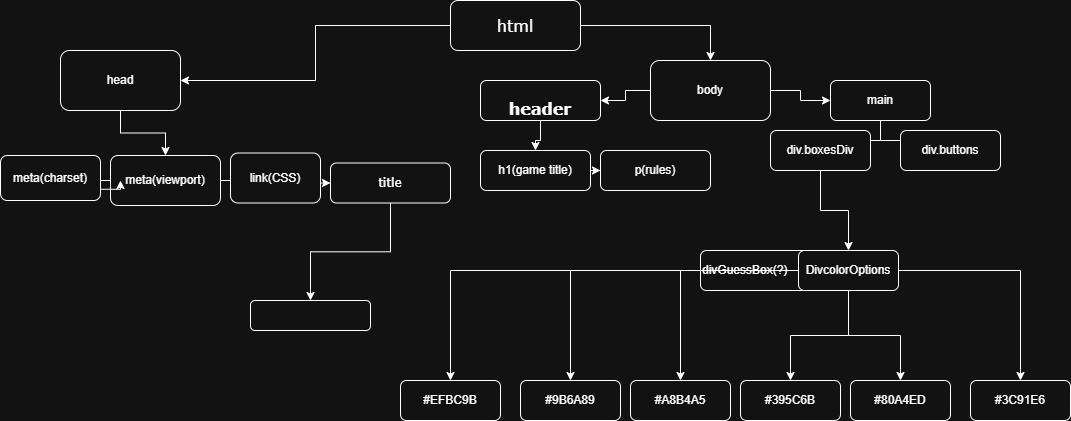 html
head
body
header
main
div.boxesDiv
div.buttons
meta(charset)
meta(viewport)
link(CSS)
title
h1(game title)
p(rules)
divGuessBox(?)
DivcolorOptions
#EFBC9B
#9B6A89
#A8B4A5
#395C6B
#80A4ED
#3C91E6